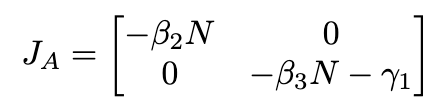 $J_A = \begin{bmatrix} -\beta_2 N & 0 \\ 0 & -\beta_3 N - \gamma_1 \end{bmatrix}$